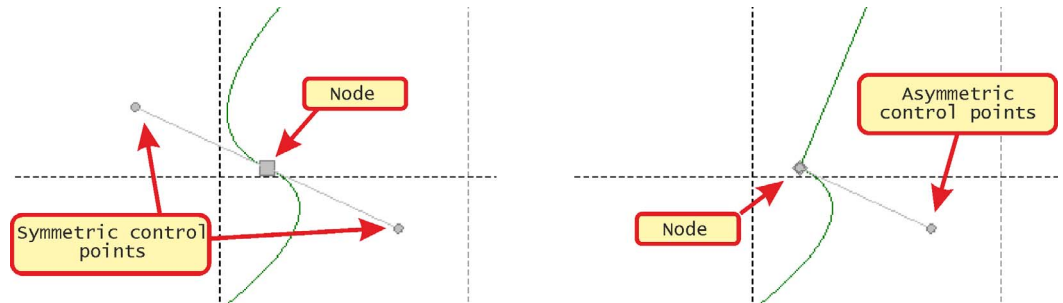 Node
Symmetric control
points
Asymmetric
control points
Node